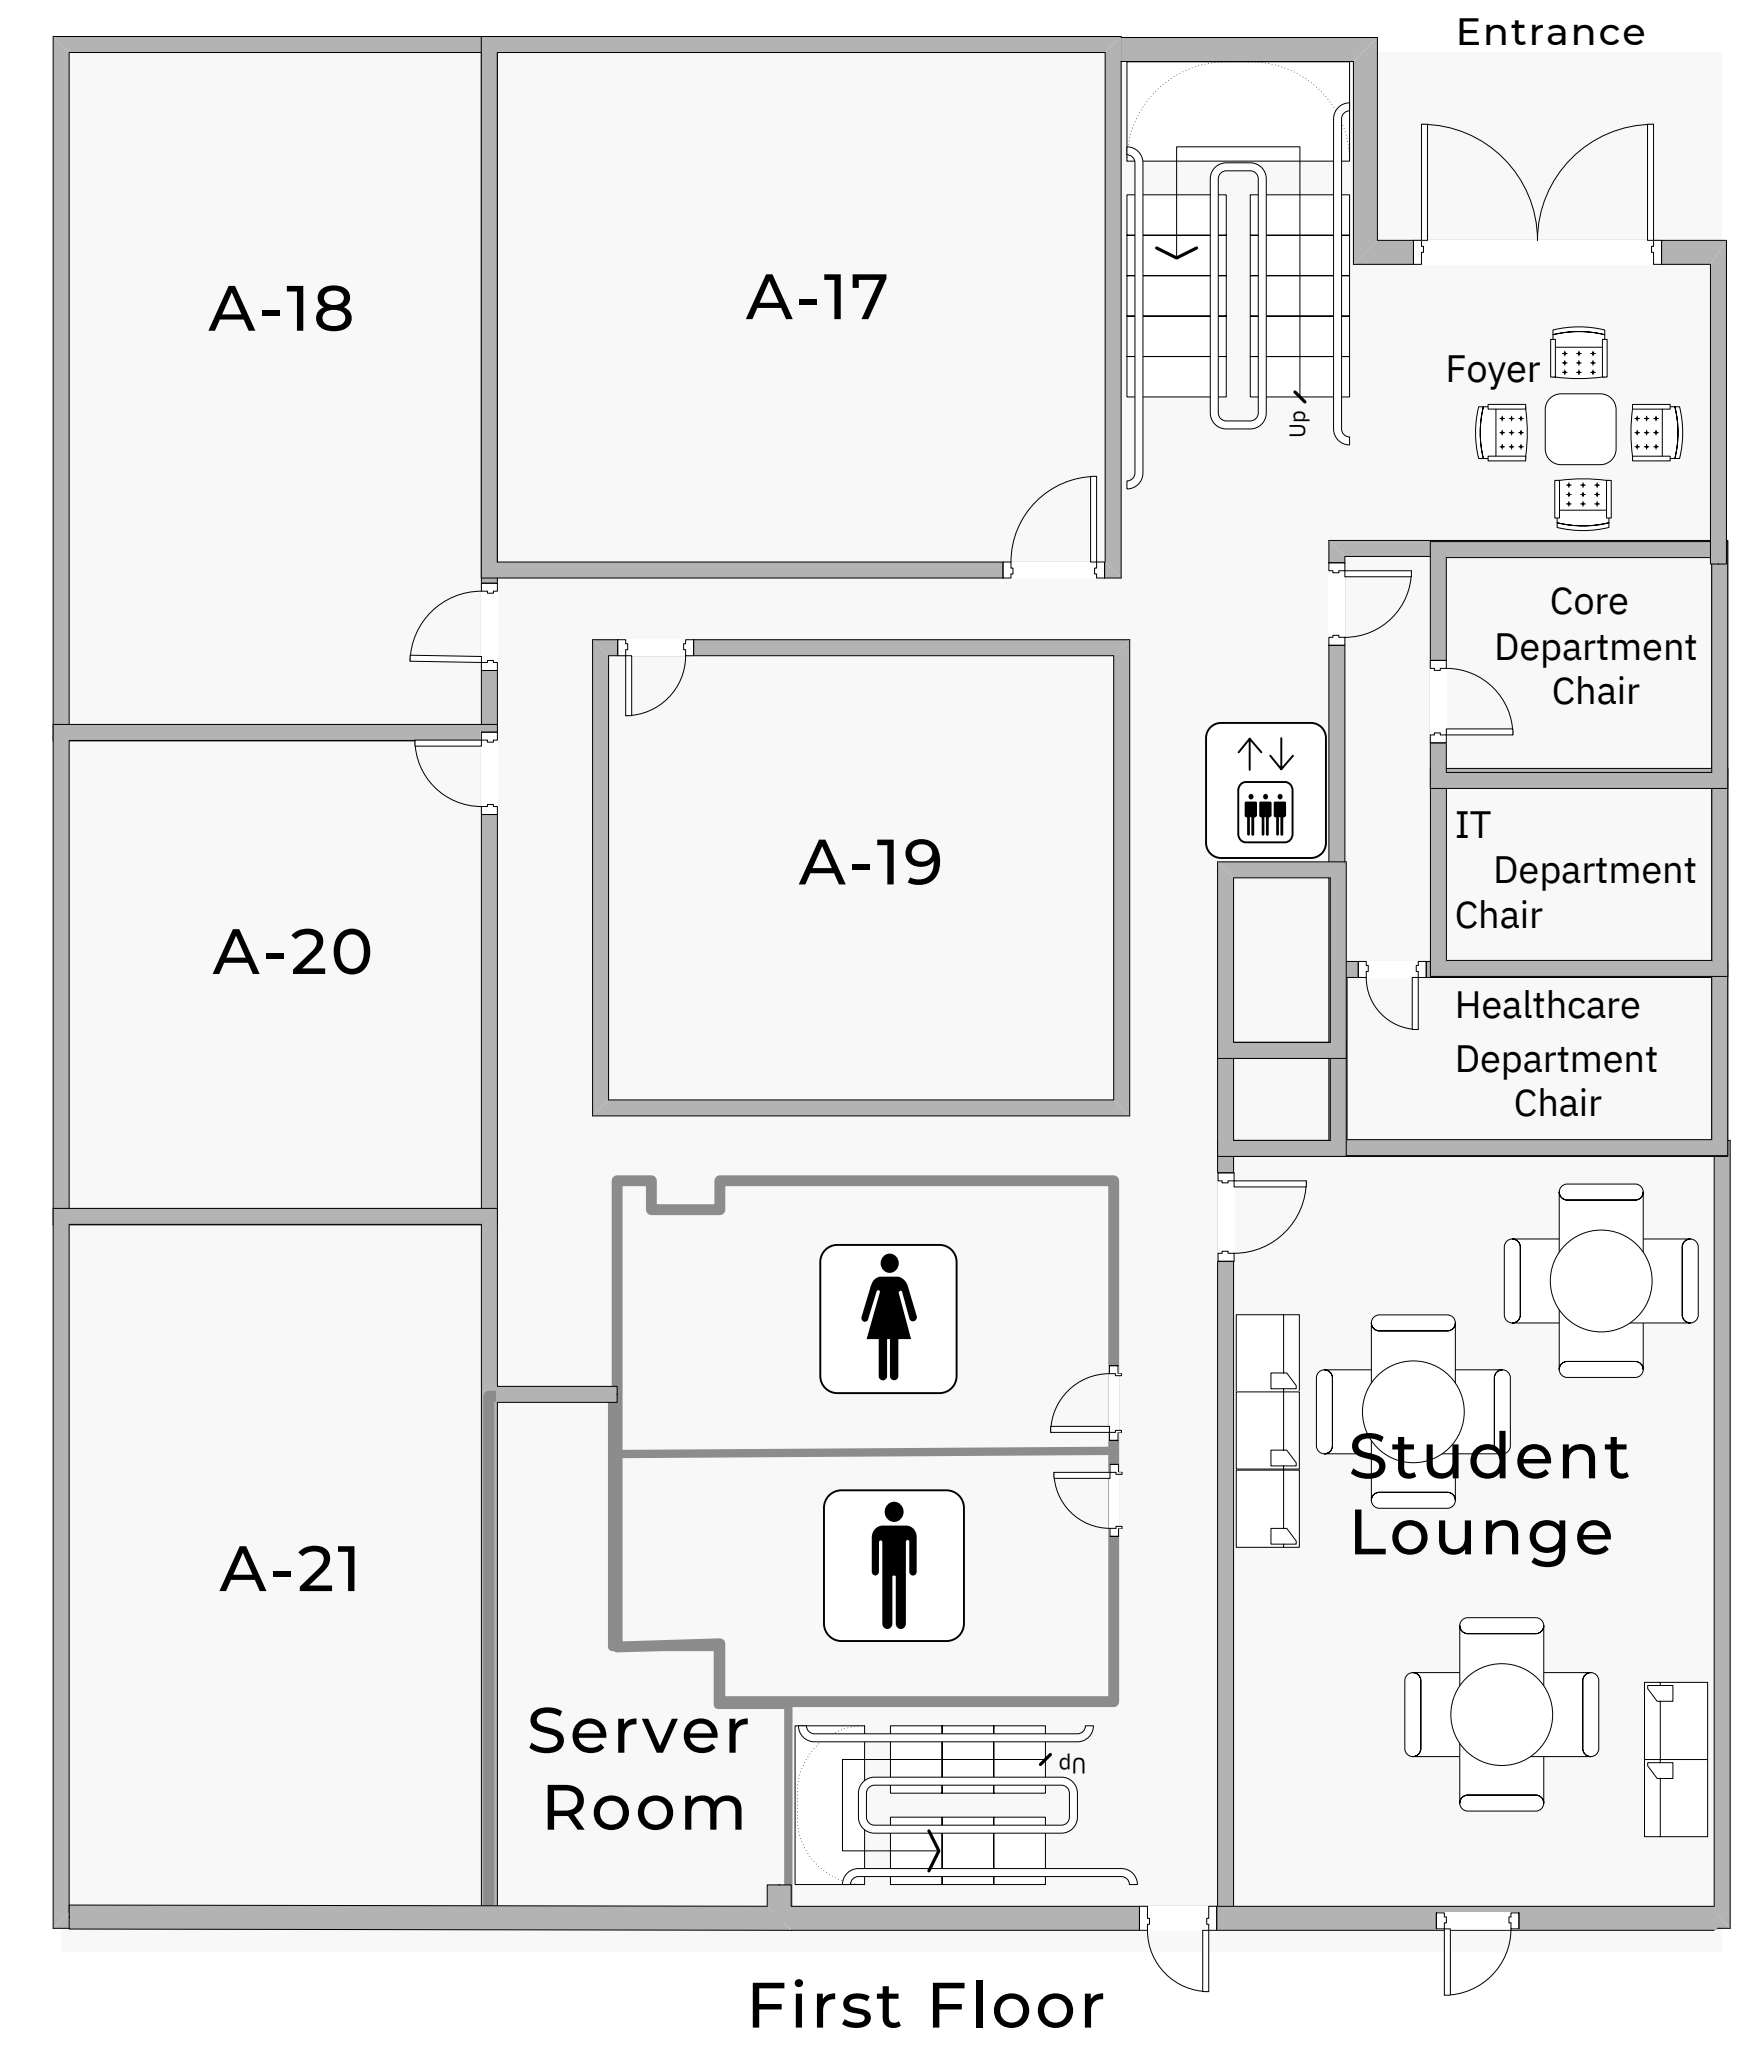 Entrance
A-18
A-17
Up
Foyer
Core
Department
Chair
A-19
IT
Department
Chair
A-20
Healthcare
Department
Chair
Student
Lounge
A-21
Server
Room
Up
First Floor